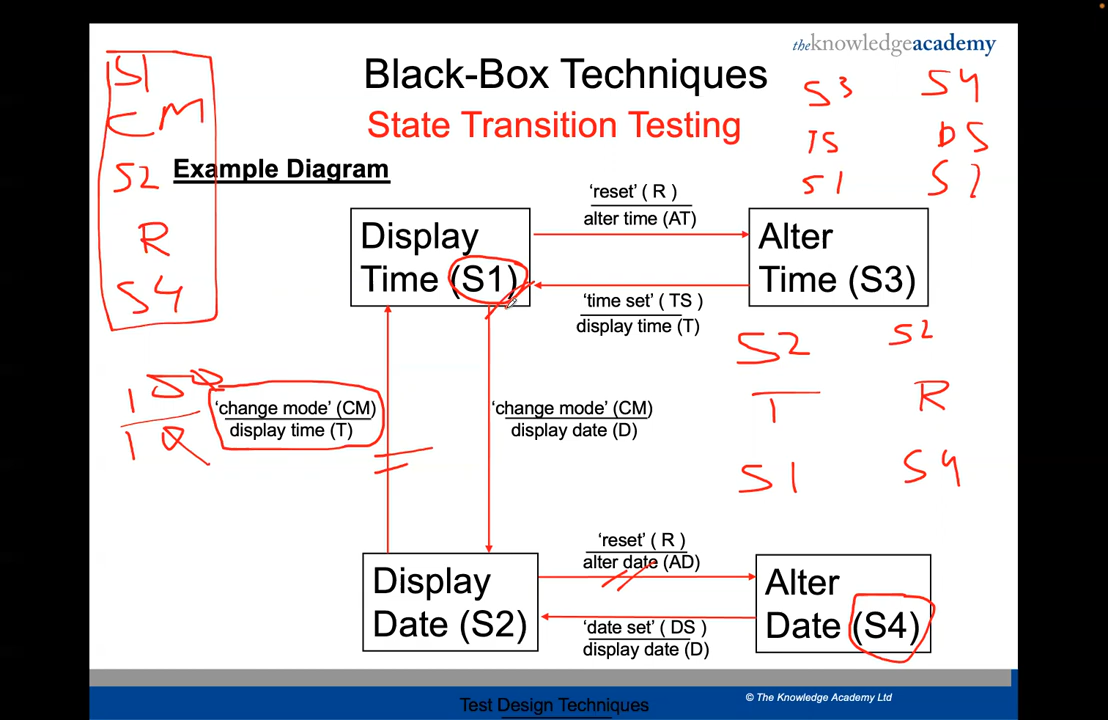 theknowledgeacademy
Black-Box Techniques
State Transition Testing
Example Diagram
S1
CM
S2
R
S4
S3
TS
S1
S4
DS
S2
'reset' ( R )
alter time (AT)
Display
Time (S1)
Alter
Time (S3)
'time set' ( TS )
display time (T)
S2
T
S1
S2
R
S4
100
10
'change mode' (CM)
display time (T)
'change mode' (CM)
display date (D)
'reset' ( R )
alter date (AD)
Display
Date (S2)
Alter
Date (S4)
'date set' ( DS )
display date (D)
Test Design Techniques
© The Knowledge Academy Ltd